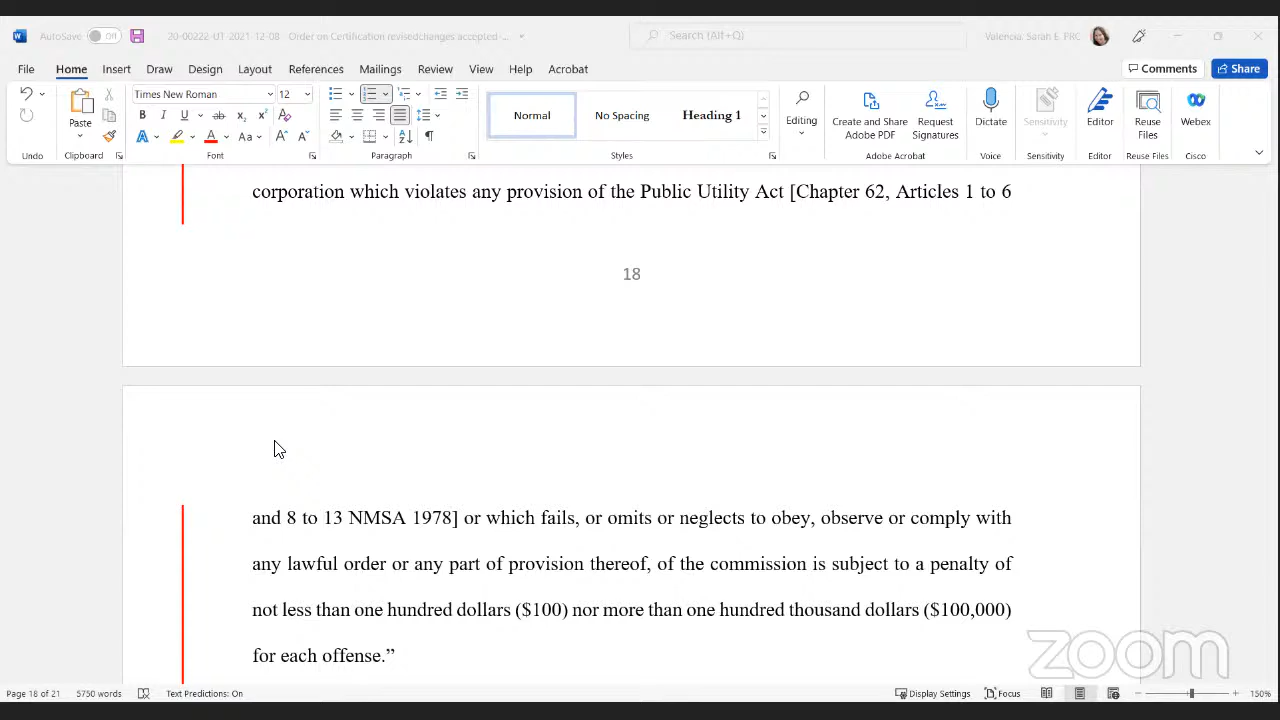 AutoSave
Off
20-00222-UT-2021-12-08 Order on Certification revisedchanges accepted -...
Search (Alt+Q)
Valencia, Sarah E. PRC
File
Home
Insert
Draw
Design
Layout
References
Mailings
Review
View
Help
Acrobat
Comments
Share
Undo
Paste
Clipboard
Times New Roman
12
Font
Paragraph
Normal
No Spacing
Heading 1
Styles
Editing
Create and Share
Adobe PDF
Request
Signatures
Adobe Acrobat
Dictate
Voice
Sensitivity
Sensitivity
Editor
Editor
Reuse
Files
Reuse Files
Webex
Cisco
corporation which violates any provision of the Public Utility Act [Chapter 62, Articles 1 to 6
18
and 8 to 13 NMSA 1978] or which fails, or omits or neglects to obey, observe or comply with
any lawful order or any part of provision thereof, of the commission is subject to a penalty of
not less than one hundred dollars ($100) nor more than one hundred thousand dollars ($100,000)
for each offense.”
zoom
Page 18 of 21
5750 words
Text Predictions: On
Display Settings
Focus
150%